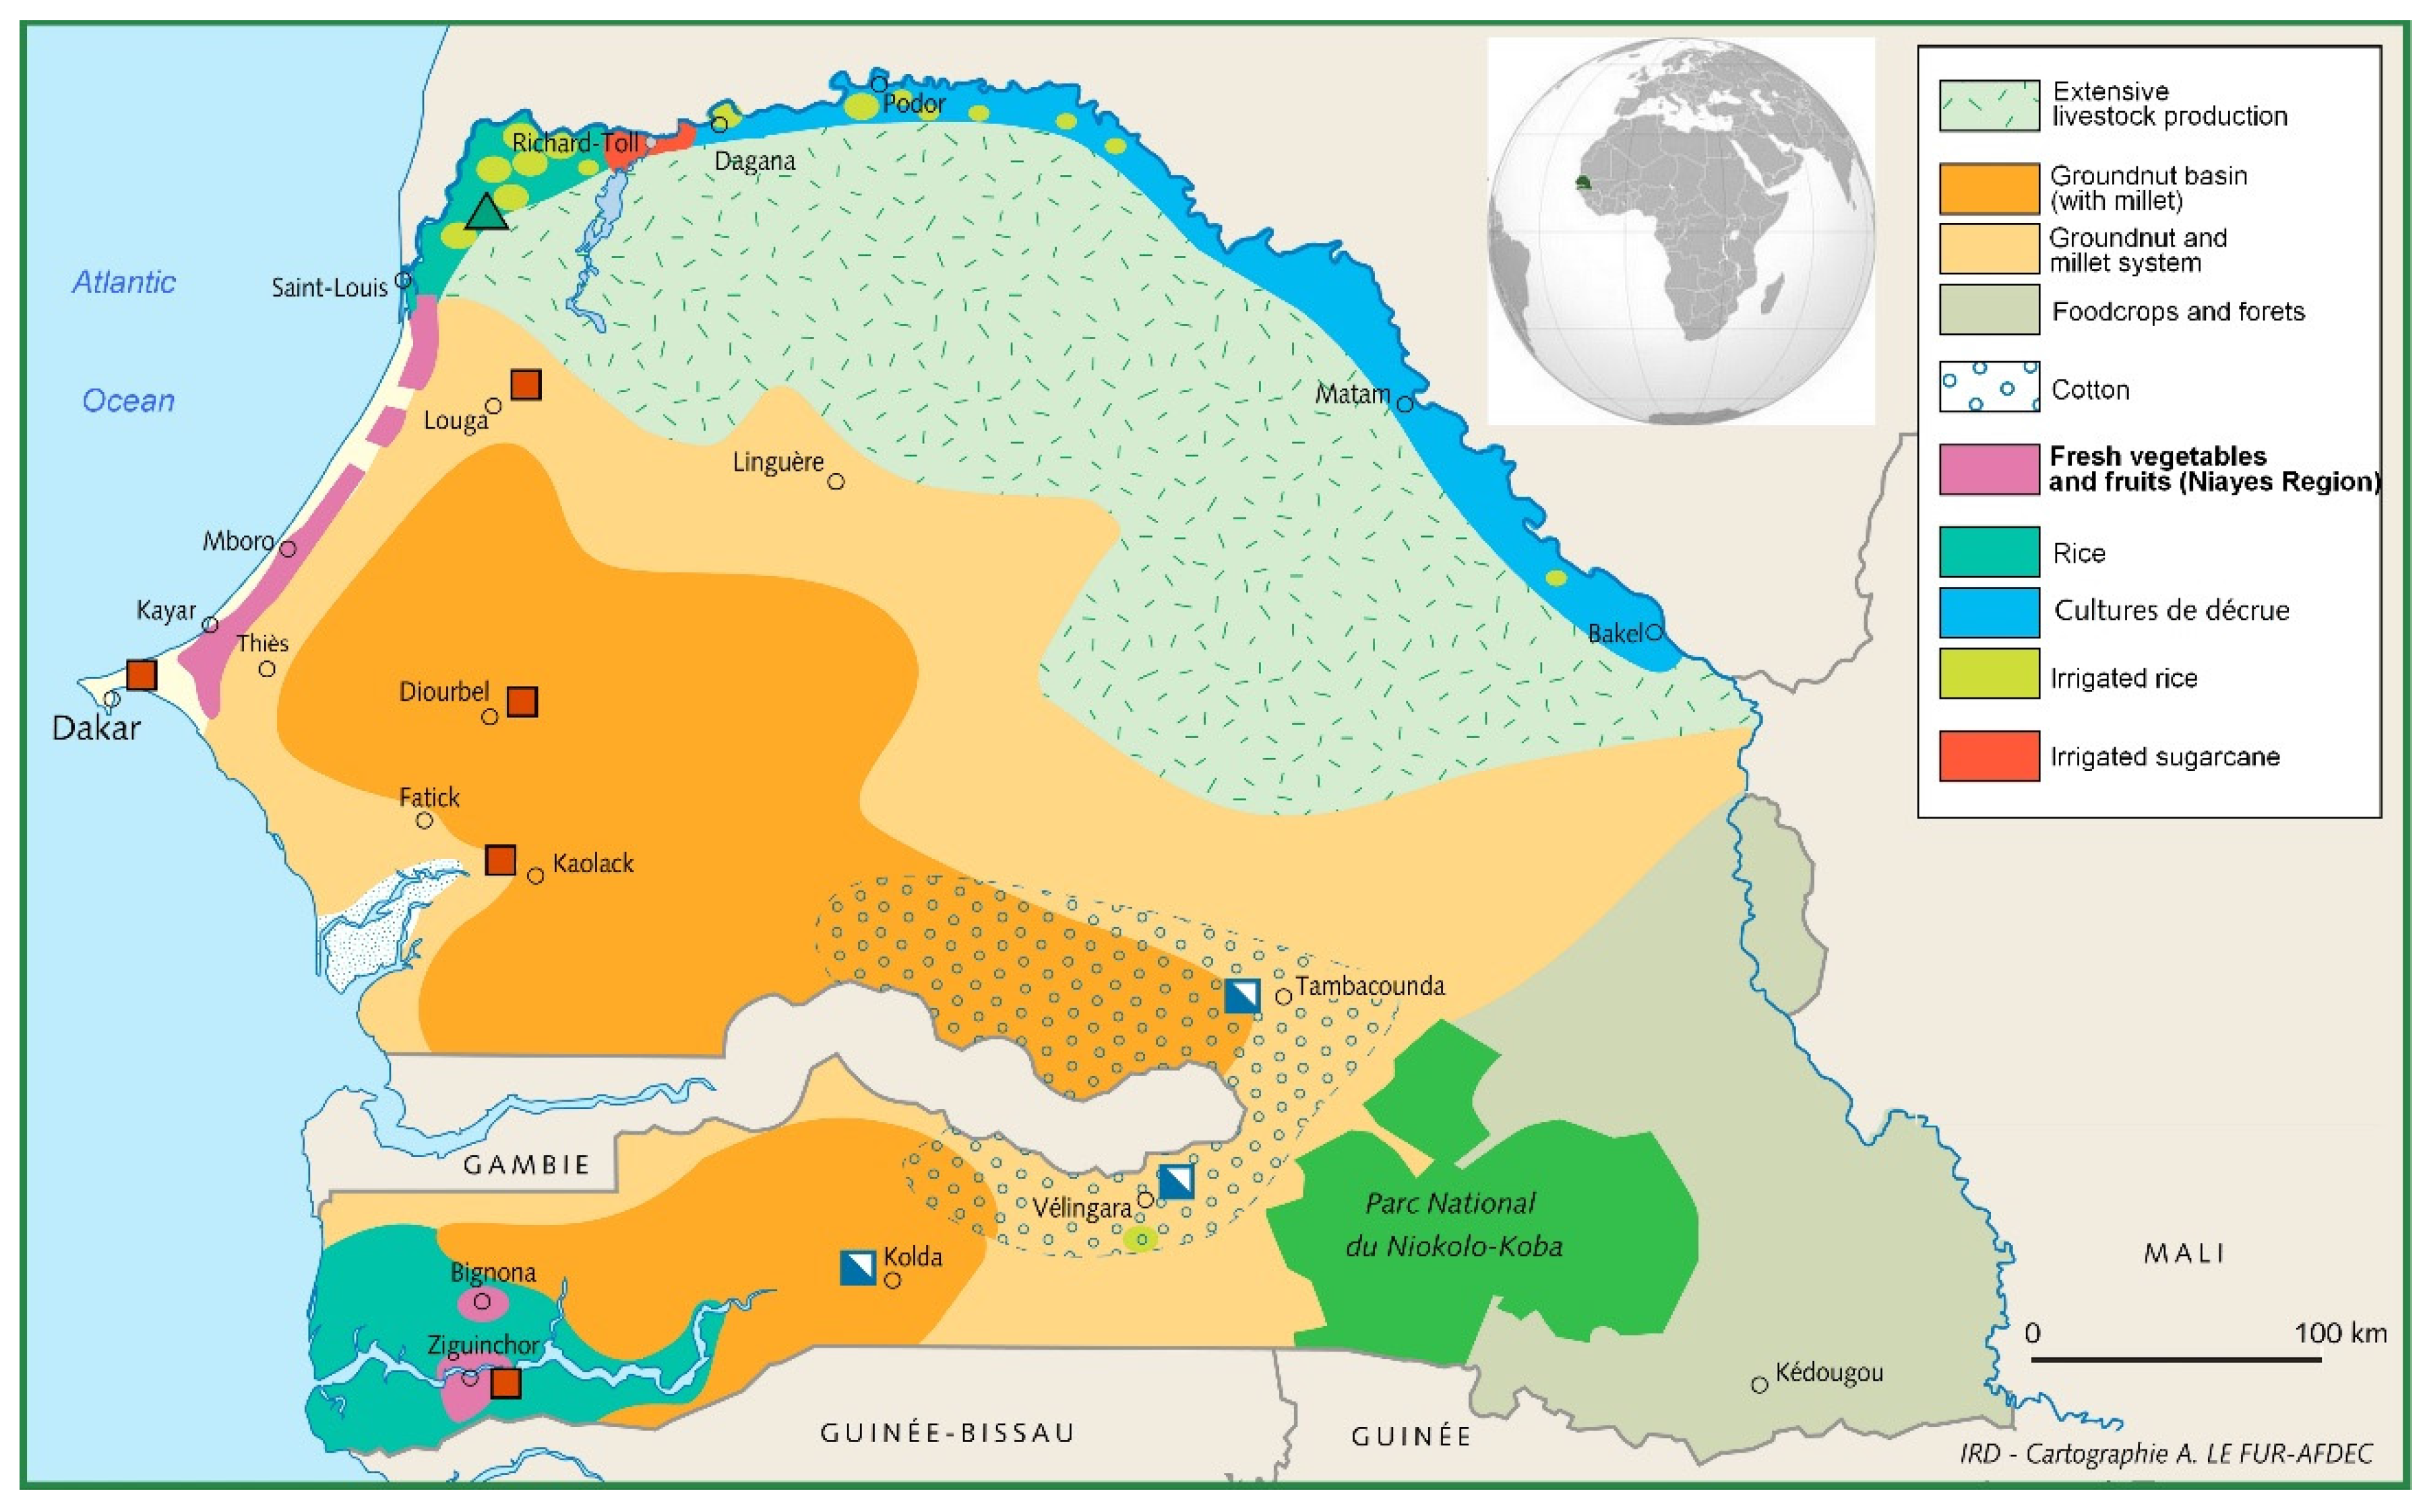 Extensive
livestock production
Groundnut basin
(with millet)
Groundnut and
millet system
Foodcrops and forets
Cotton
Fresh vegetables
and fruits (Niayes Region)
Rice
Cultures de décrue
Irrigated rice
Irrigated sugarcane
Podor
Richard-Toll
Dagana
Atlantic
Ocean
Saint-Louis
Louga
Matam
Linguère
Mboro
Kayar
Thiès
Bakel
Dakar
Diourbel
Fatick
Kaolack
Tambacounda
GAMBIE
Vélingara
Parc National
du Niokolo-Koba
Kolda
Bignona
Ziguinchor
MALI
0
100 km
Kédougou
GUINÉE-BISSAU
GUINÉE
IRD - Cartographie A. LE FUR-AFDEC